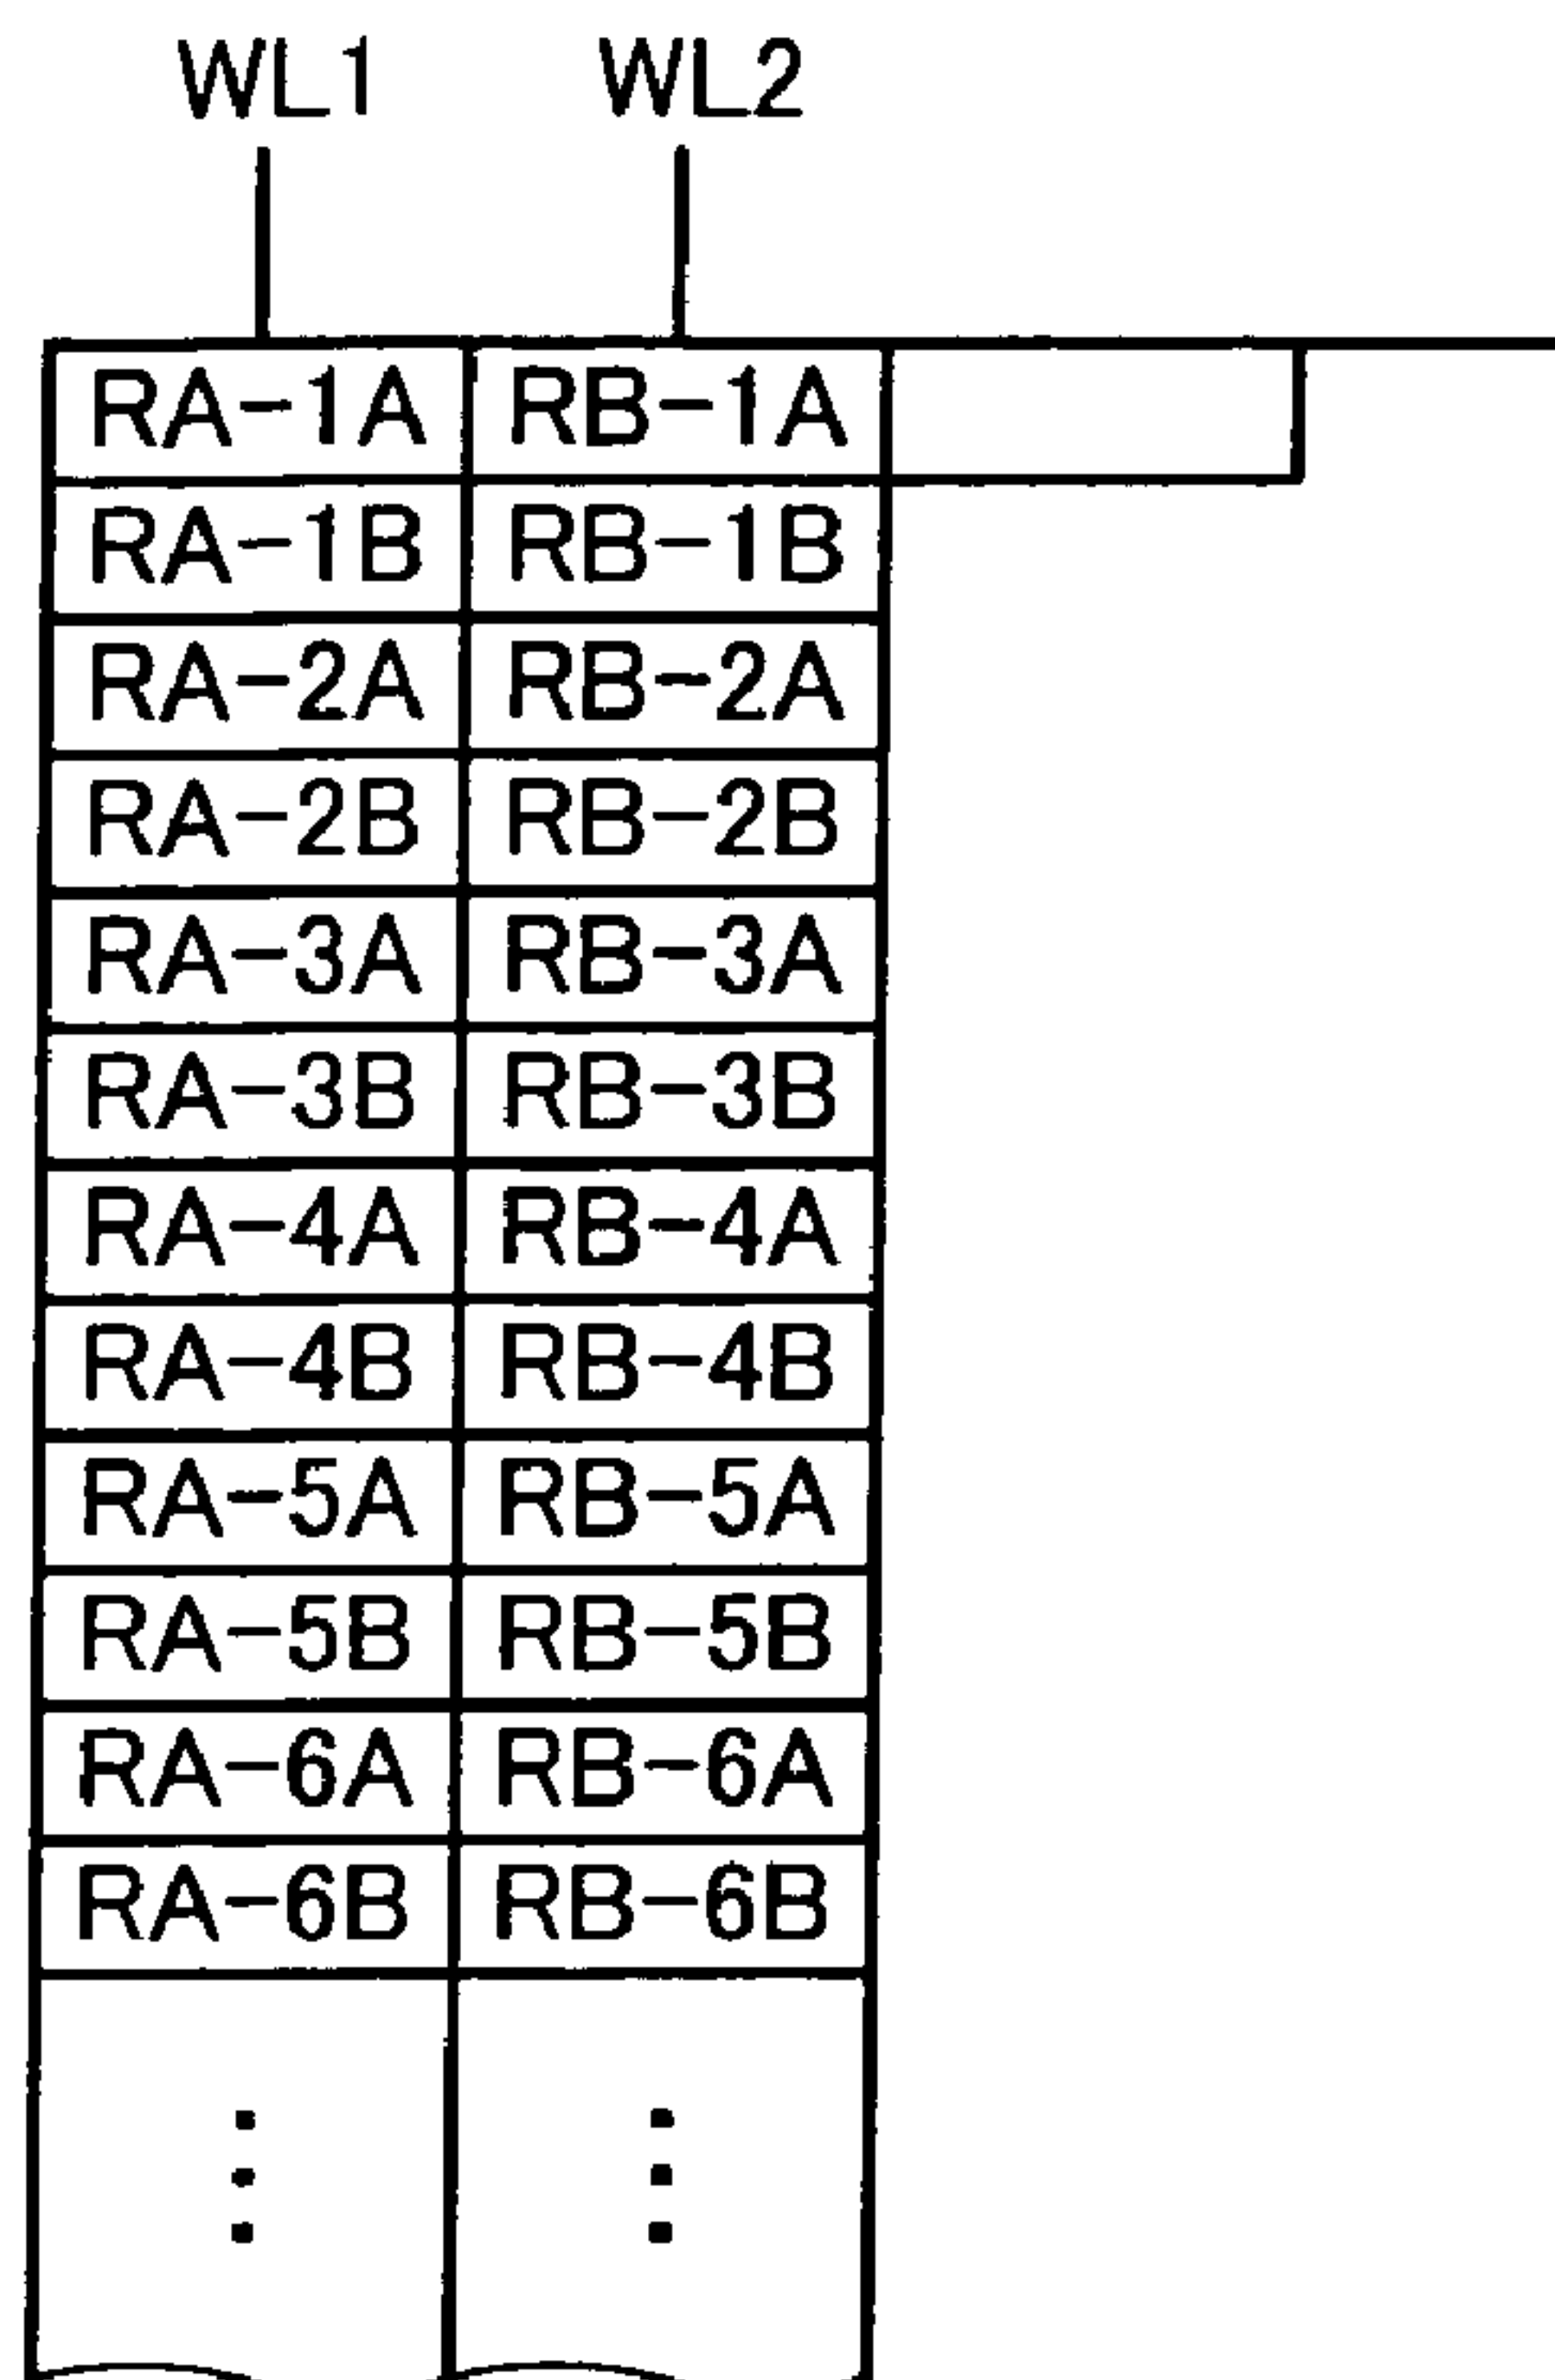 WL1 WL2
RA-1A RB-1A
RA-1B RB-1B
RA-2A RB-2A
RA-2B RB-2B
RA-3A RB-3A
RA-3B RB-3B
RA-4A RB-4A
RA-4B RB-4B
RA-5A RB-5A
RA-5B RB-5B
RA-6A RB-6A
RA-6B RB-6B